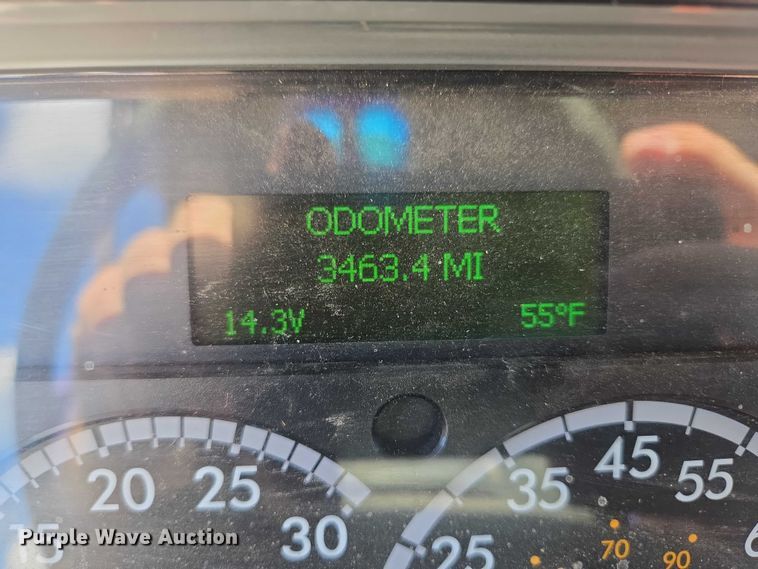 ODOMETER
3463.4 MI
14.3V 55°F
15 20 25 30
25 35 45 55
70 90
Purple Wave Auction